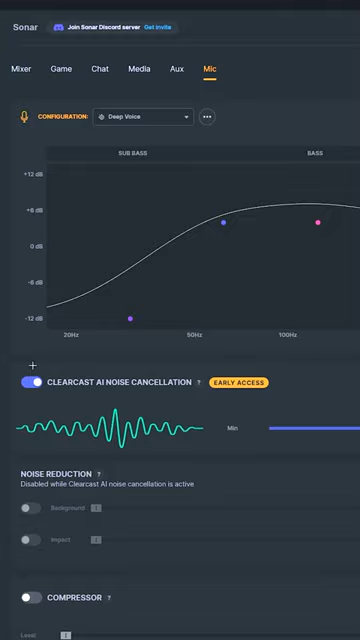 Sonar
Join Sonar Discord server Get invite
Mixer Game Chat Media Aux Mic
CONFIGURATION: Deep Voice
SUB BASS BASS
+12 dB
+6 dB
0 dB
-6 dB
-12 dB
20Hz 50Hz 100Hz
CLEARCAST AI NOISE CANCELLATION ? EARLY ACCESS
Min
NOISE REDUCTION ?
Disabled while Clearcast AI noise cancellation is active
Background
Impact
COMPRESSOR ?
Level